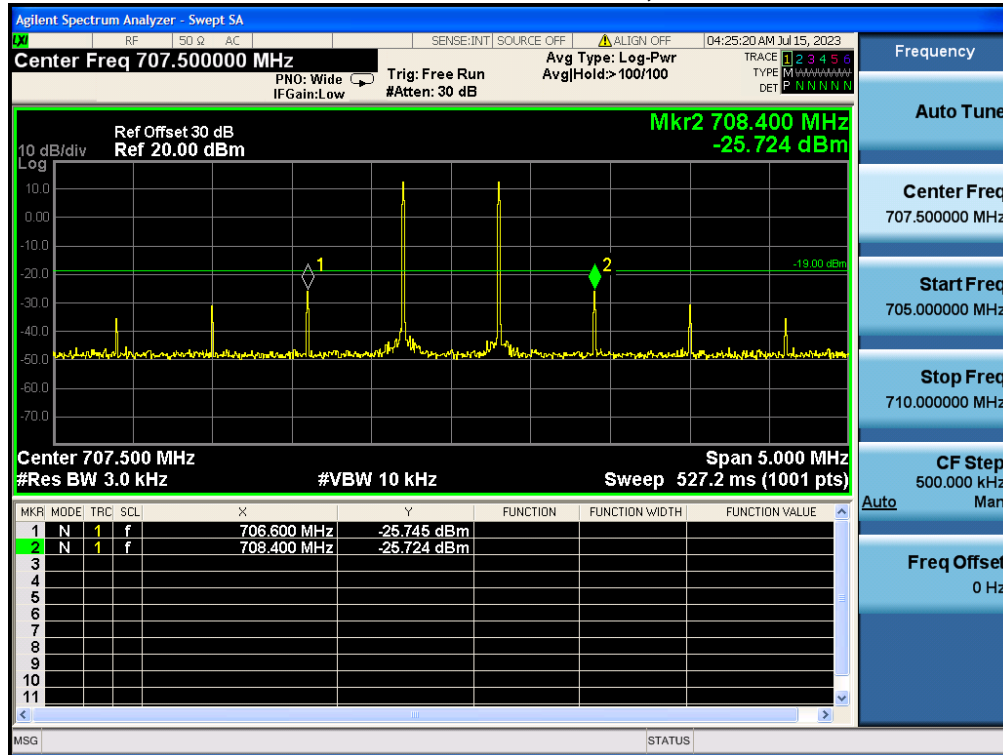 Agilent Spectrum Analyzer - Swept SA
LXI RF 50 Ω AC SENSE:INT SOURCE OFF ALIGN OFF 04:25:20 AM Jul 15, 2023
Center Freq 707.500000 MHz
PNO: Wide
IFGain:Low
Trig: Free Run
#Atten: 30 dB
Avg Type: Log-Pwr
Avg|Hold:>100/100
TRACE 1 2 3 4 5 6
TYPE M
DET P N N N N N
Mkr2 708.400 MHz
-25.724 dBm
Ref Offset 30 dB
10 dB/div Ref 20.00 dBm
Log
10.0
0.00
-10.0
-20.0
-30.0
-40.0
-50.0
-60.0
-70.0
1
2
-19.00 dBm
Center 707.500 MHz Span 5.000 MHz
#Res BW 3.0 kHz #VBW 10 kHz Sweep 527.2 ms (1001 pts)
MKR MODE TRC SCL X Y FUNCTION FUNCTION WIDTH FUNCTION VALUE
1 N 1 f 706.600 MHz -25.745 dBm
2 N 1 f 708.400 MHz -25.724 dBm
3
4
5
6
7
8
9
10
11
MSG STATUS
Frequency
Auto Tune
Center Freq
707.500000 MHz
Start Freq
705.000000 MHz
Stop Freq
710.000000 MHz
CF Step
500.000 kHz
Auto Man
Freq Offset
0 Hz